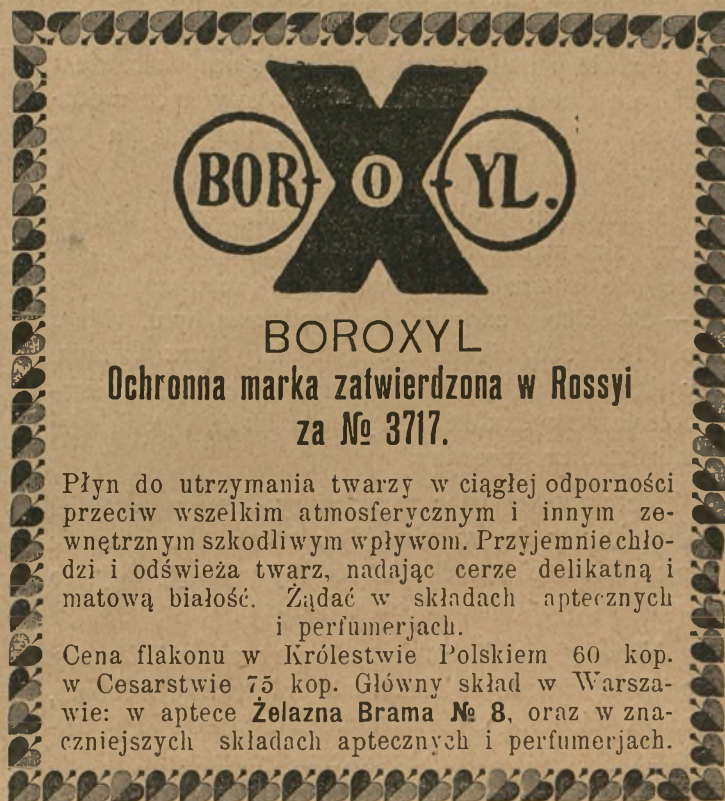 BOR-O-YL.
BOROXYL
Ochronna marka zatwierdzona w Rossyi
za № 3717.
Płyn do utrzymania twarzy w ciągłej odporności
przeciw wszelkim atmosferycznym i innym ze-
wnętrznym szkodliwym wpływom. Przyjemnie chło-
dzi i odświeża twarz, nadając cerze delikatną i
matową białość. Żądać w składach aptecznych
i perfumerjach.
Cena flakonu w Królestwie Polskiem 60 kop.
w Cesarstwie 75 kop. Główny skład w Warsza-
wie: w aptece Żelazna Brama № 8, oraz w zna-
czniejszych składach aptecznych i perfumerjach.